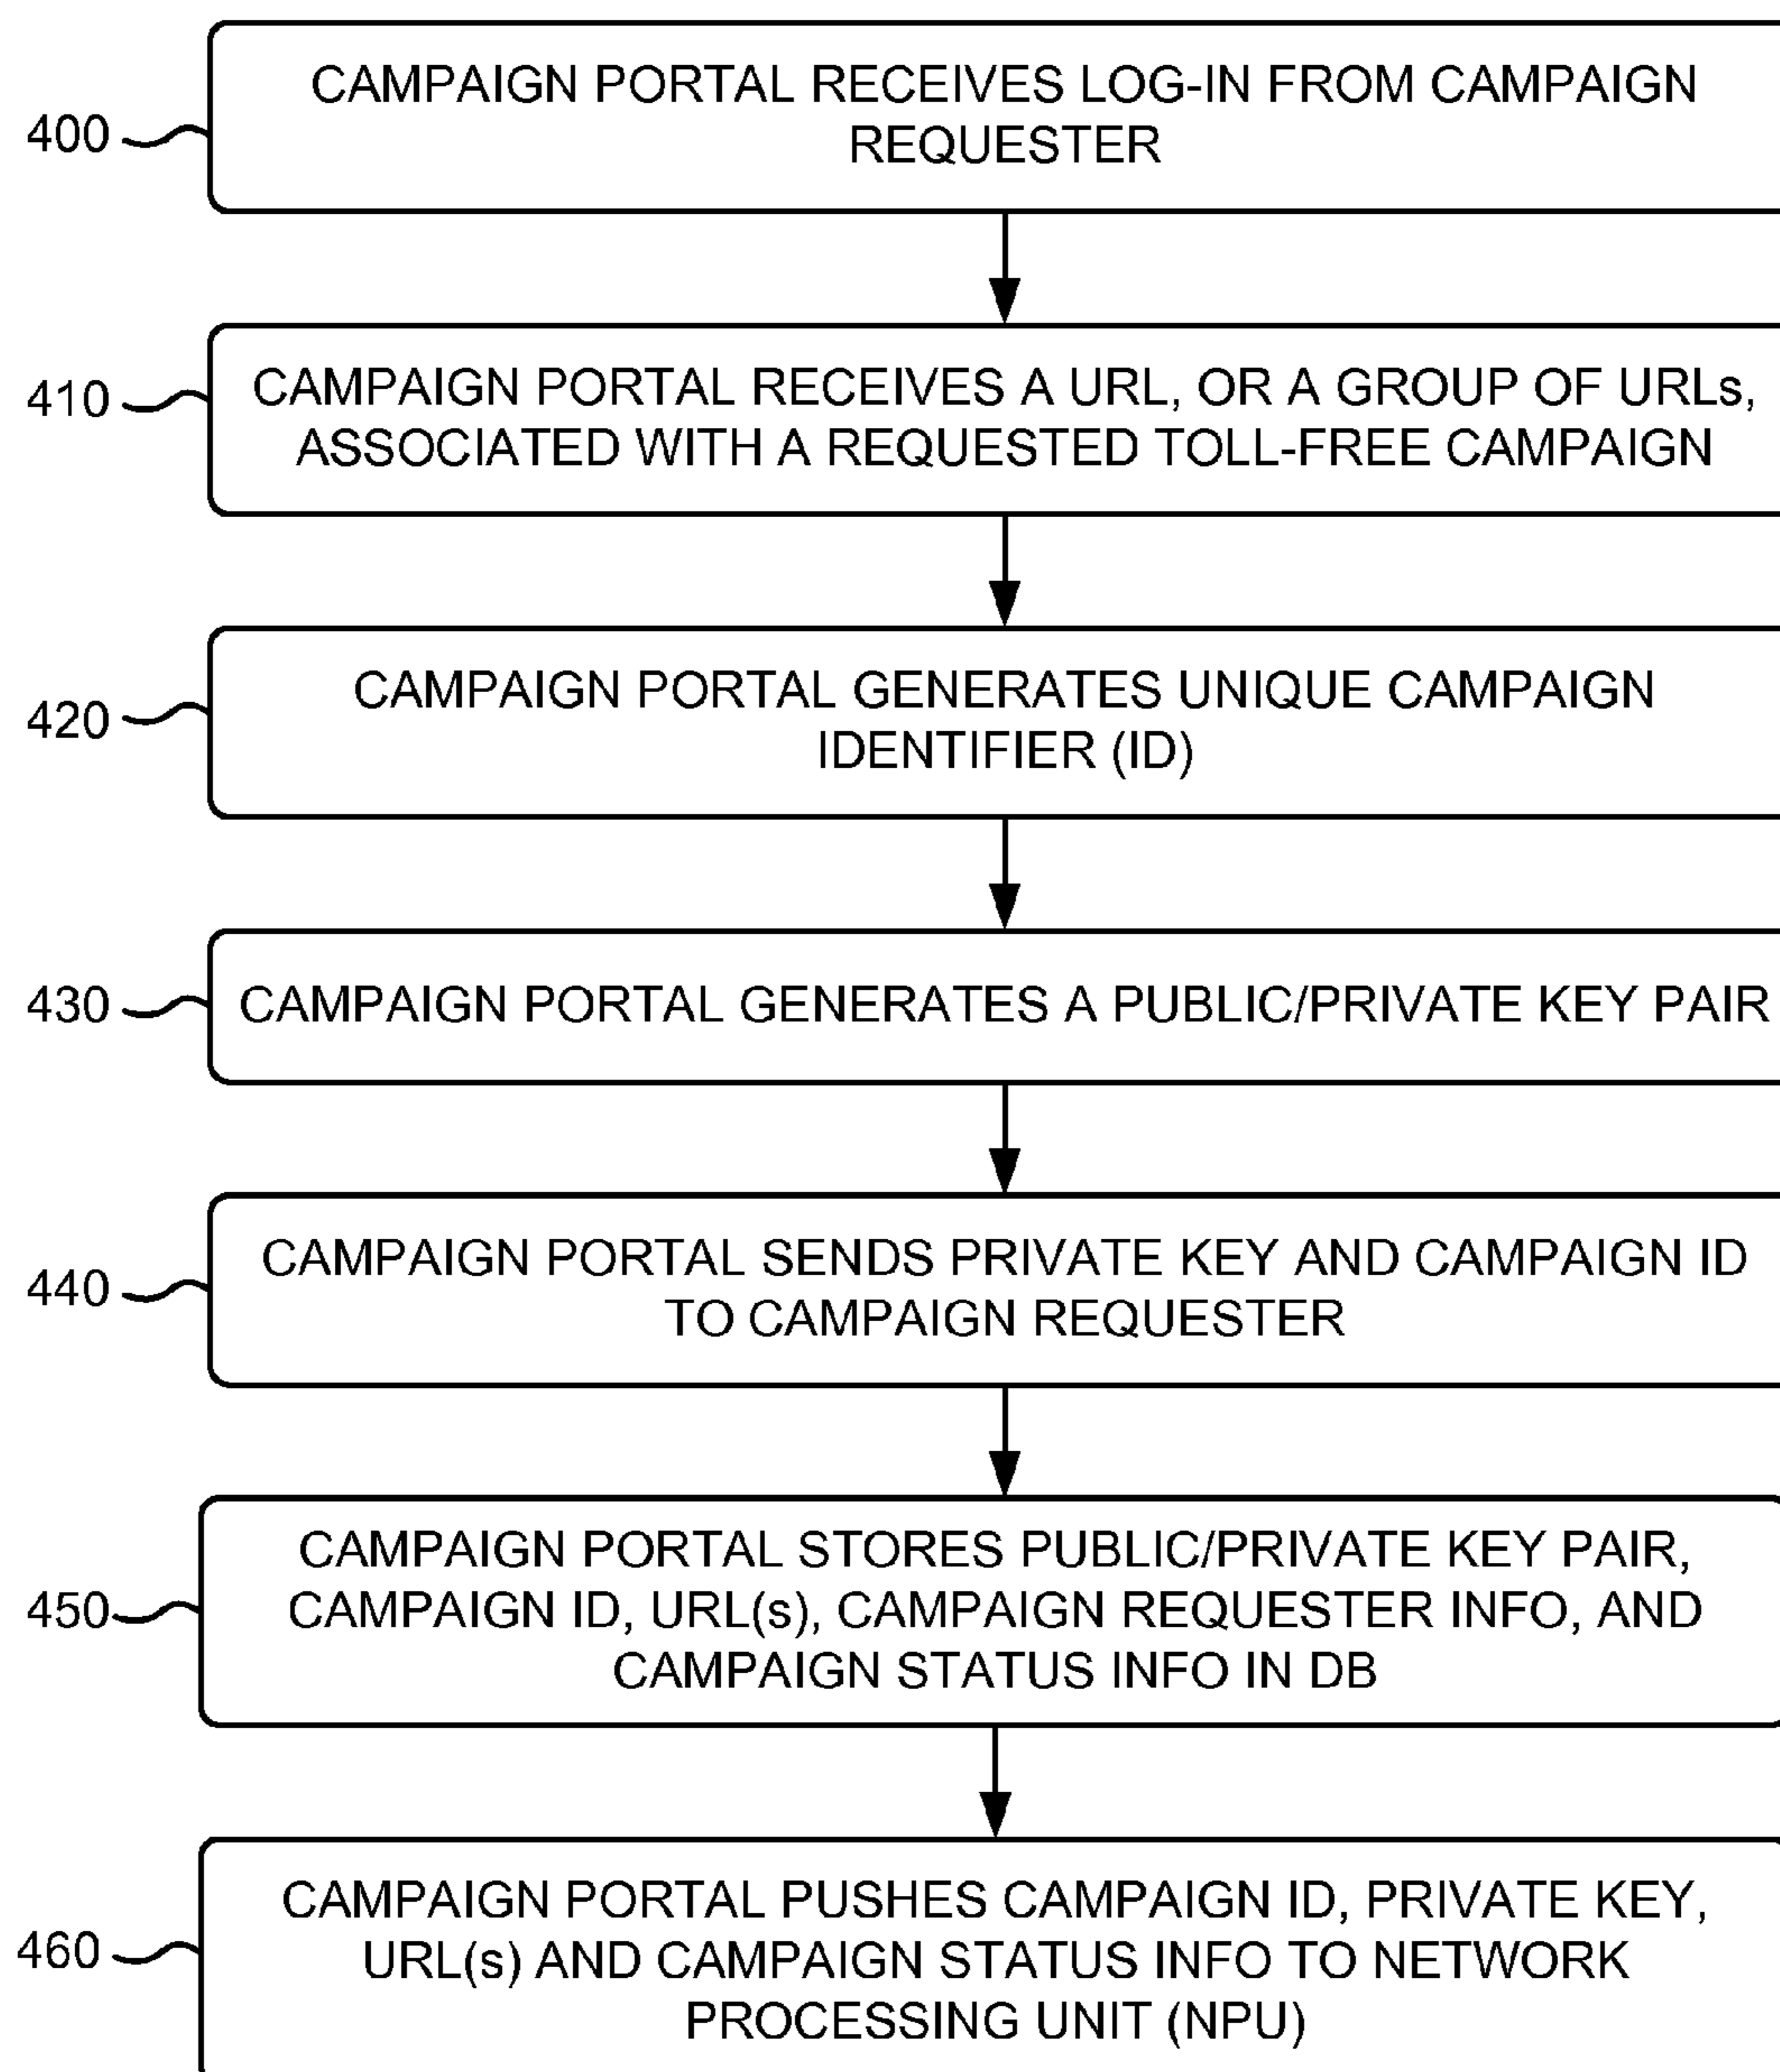 CAMPAIGN PORTAL RECEIVES LOG-IN FROM CAMPAIGN
REQUESTER
400
CAMPAIGN PORTAL RECEIVES A URL, OR A GROUP OF URLs,
ASSOCIATED WITH A REQUESTED TOLL-FREE CAMPAIGN
410
CAMPAIGN PORTAL GENERATES UNIQUE CAMPAIGN
IDENTIFIER (ID)
420
CAMPAIGN PORTAL GENERATES A PUBLIC/PRIVATE KEY PAIR
430
CAMPAIGN PORTAL SENDS PRIVATE KEY AND CAMPAIGN ID
TO CAMPAIGN REQUESTER
440
CAMPAIGN PORTAL STORES PUBLIC/PRIVATE KEY PAIR,
CAMPAIGN ID, URL(s), CAMPAIGN REQUESTER INFO, AND
CAMPAIGN STATUS INFO IN DB
450
CAMPAIGN PORTAL PUSHES CAMPAIGN ID, PRIVATE KEY,
URL(s) AND CAMPAIGN STATUS INFO TO NETWORK
PROCESSING UNIT (NPU)
460